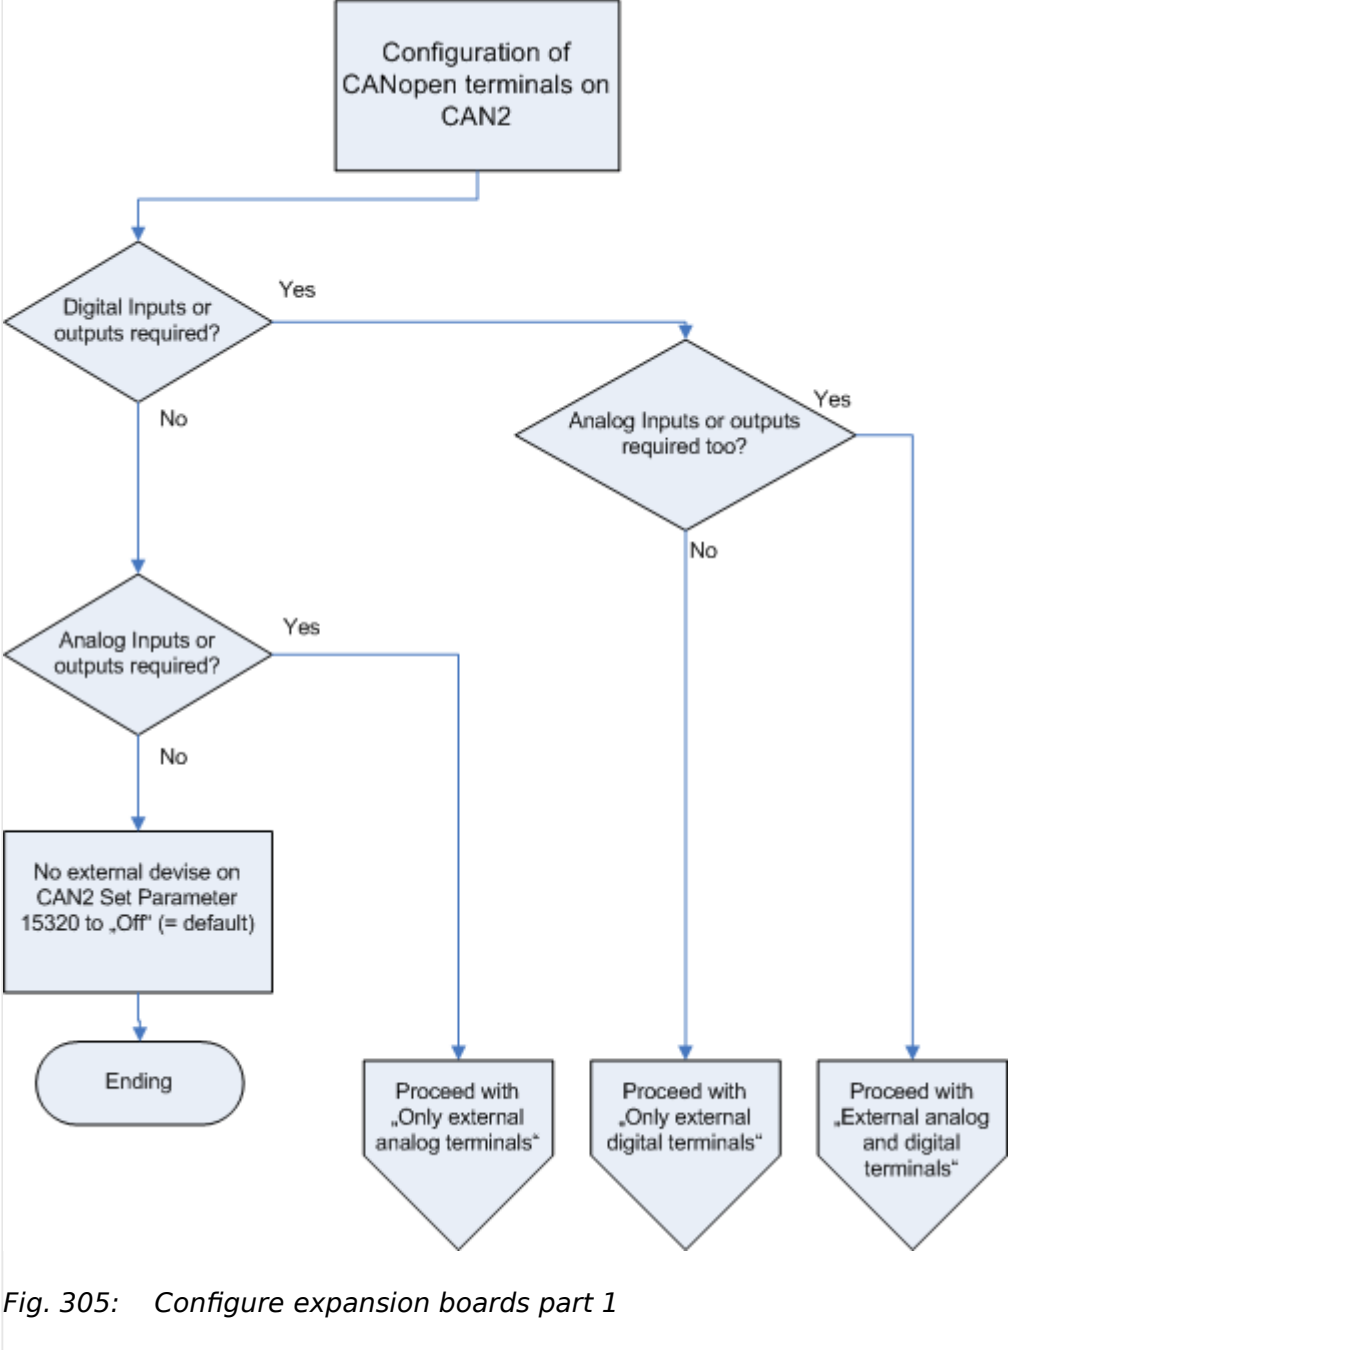 Configuration of
CANopen terminals on
CAN2
Digital Inputs or
outputs required?
Yes
No
Analog Inputs or outputs
required too?
Yes
No
Analog Inputs or
outputs required?
Yes
No
No external devise on
CAN2 Set Parameter
15320 to „Off“ (= default)
Ending
Proceed with
„Only external
analog terminals“
Proceed with
„Only external
digital terminals“
Proceed with
„External analog
and digital
terminals“
Fig. 305: Configure expansion boards part 1